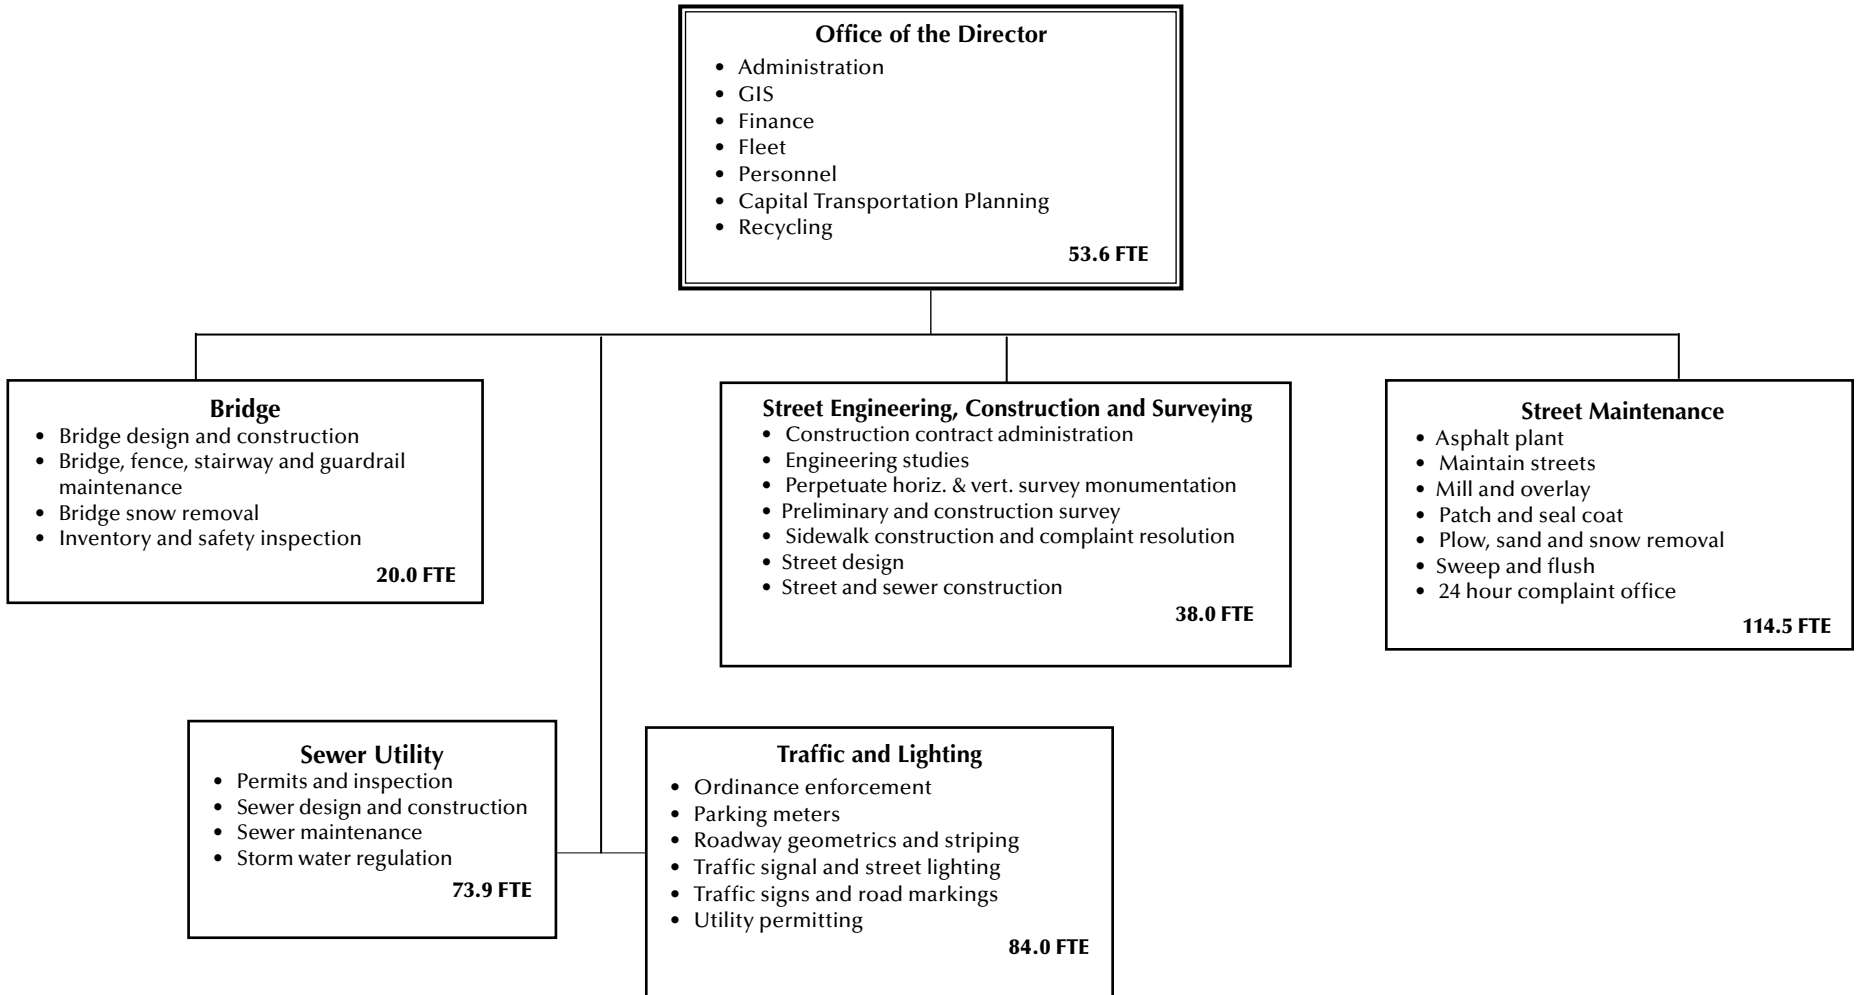 Office of the Director
• Administration
• GIS
• Finance
• Fleet
• Personnel
• Capital Transportation Planning
• Recycling
53.6 FTE
Bridge
• Bridge design and construction
• Bridge, fence, stairway and guardrail
maintenance
• Bridge snow removal
• Inventory and safety inspection
20.0 FTE
Street Engineering, Construction and Surveying
• Construction contract administration
• Engineering studies
• Perpetuate horiz. & vert. survey monumentation
• Preliminary and construction survey
• Sidewalk construction and complaint resolution
• Street design
• Street and sewer construction
38.0 FTE
Street Maintenance
• Asphalt plant
• Maintain streets
• Mill and overlay
• Patch and seal coat
• Plow, sand and snow removal
• Sweep and flush
• 24 hour complaint office
114.5 FTE
Sewer Utility
• Permits and inspection
• Sewer design and construction
• Sewer maintenance
• Storm water regulation
73.9 FTE
Traffic and Lighting
• Ordinance enforcement
• Parking meters
• Roadway geometrics and striping
• Traffic signal and street lighting
• Traffic signs and road markings
• Utility permitting
84.0 FTE